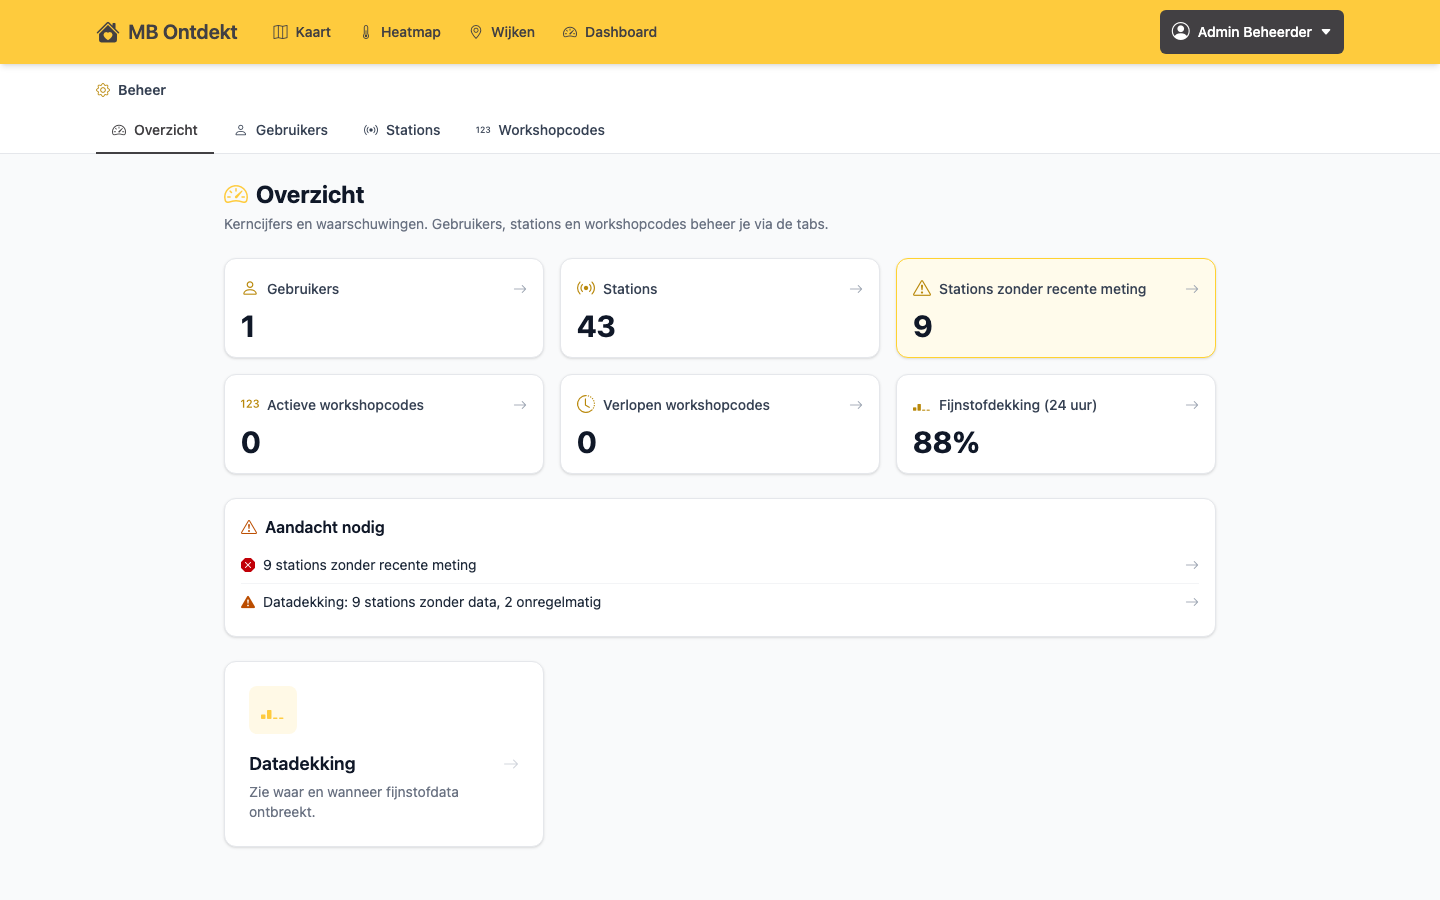 MB Ontdekt
Kaart
Heatmap
Wijken
Dashboard
Admin Beheerder
Beheer
Overzicht
Gebruikers
Stations
123 Workshopcodes
Overzicht
Kerncijfers en waarschuwingen. Gebruikers, stations en workshopcodes beheer je via de tabs.
Gebruikers
1
Stations
43
Stations zonder recente meting
9
123 Actieve workshopcodes
0
Verlopen workshopcodes
0
Fijnstofdekking (24 uur)
88%
Aandacht nodig
9 stations zonder recente meting
Datadekking: 9 stations zonder data, 2 onregelmatig
Datadekking
Zie waar en wanneer fijnstofdata
ontbreekt.